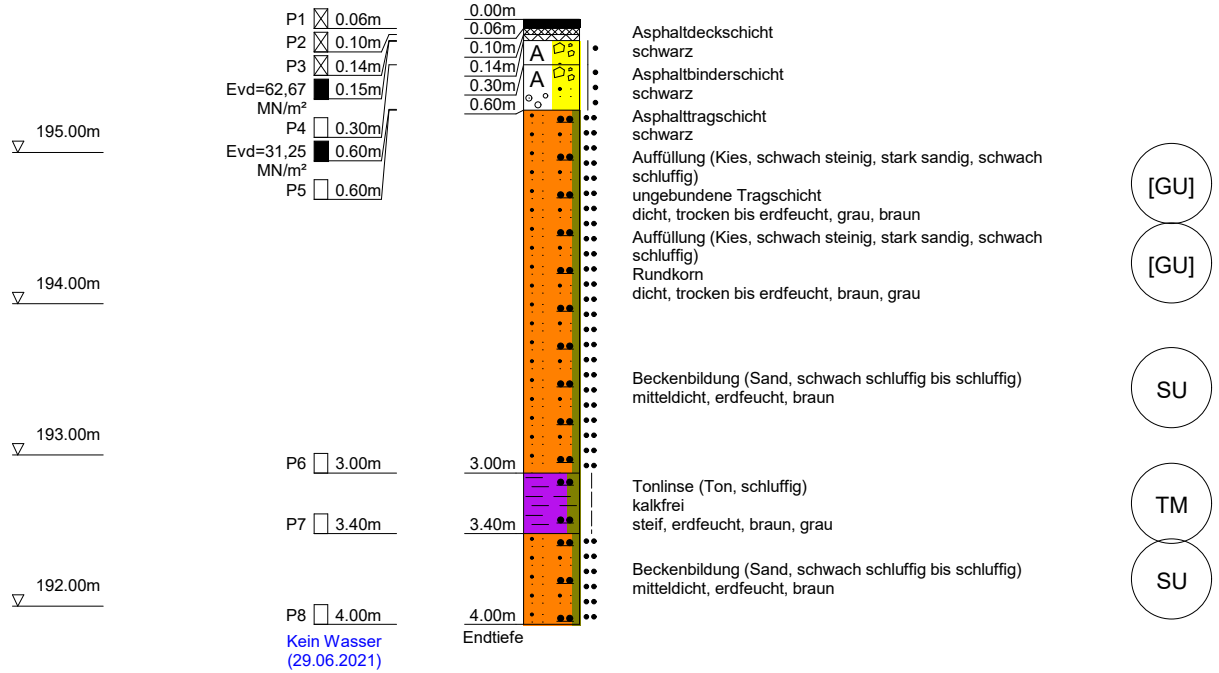 195.00m
194.00m
193.00m
192.00m
P1 0.06m
P2 0.10m
P3 0.14m
Evd=62,67 0.15m
MN/m²
P4 0.30m
Evd=31,25 0.60m
MN/m²
P5 0.60m
P6 3.00m
P7 3.40m
P8 4.00m
Kein Wasser
(29.06.2021)
0.00m
0.06m
0.10m
0.14m
0.30m
0.60m
3.00m
3.40m
4.00m
Endtiefe
A
A
Asphaltdeckschicht
schwarz
Asphaltbinderschicht
schwarz
Asphalttragschicht
schwarz
Auffüllung (Kies, schwach steinig, stark sandig, schwach
schluffig)
ungebundene Tragschicht
dicht, trocken bis erdfeucht, grau, braun
Auffüllung (Kies, schwach steinig, stark sandig, schwach
schluffig)
Rundkorn
dicht, trocken bis erdfeucht, braun, grau
Beckenbildung (Sand, schwach schluffig bis schluffig)
mitteldicht, erdfeucht, braun
Tonlinse (Ton, schluffig)
kalkfrei
steif, erdfeucht, braun, grau
Beckenbildung (Sand, schwach schluffig bis schluffig)
mitteldicht, erdfeucht, braun
[GU]
[GU]
SU
TM
SU